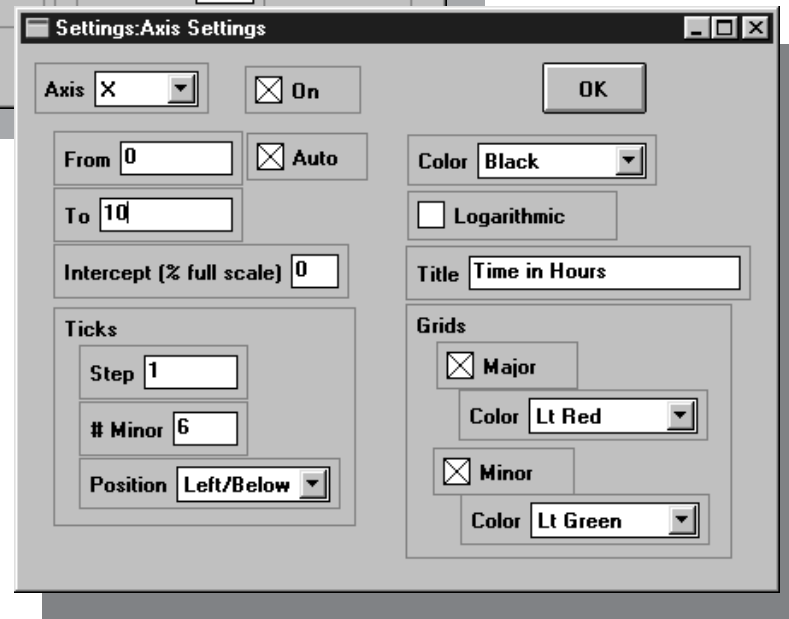 Settings:Axis Settings
Axis X On OK
From 0 Auto Color Black
To 10 Logarithmic
Intercept (% full scale) 0 Title Time in Hours
Ticks Grids
Step 1 Major
Color Lt Red
# Minor 6
Position Left/Below Minor
Color Lt Green